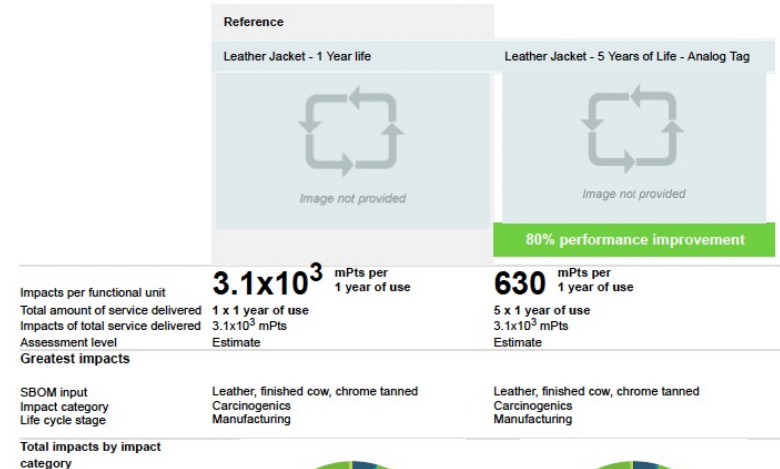 Reference
Leather Jacket - 1 Year life
Leather Jacket - 5 Years of Life - Analog Tag
Image not provided
Image not provided
80% performance improvement
Impacts per functional unit 3.1x10³ mPts per 1 year of use 630 mPts per 1 year of use
Total amount of service delivered 1 x 1 year of use 5 x 1 year of use
Impacts of total service delivered 3.1x10³ mPts 3.1x10³ mPts
Assessment level Estimate Estimate
Greatest impacts
SBOM input Leather, finished cow, chrome tanned Leather, finished cow, chrome tanned
Impact category Carcinogenics Carcinogenics
Life cycle stage Manufacturing Manufacturing
Total impacts by impact
category